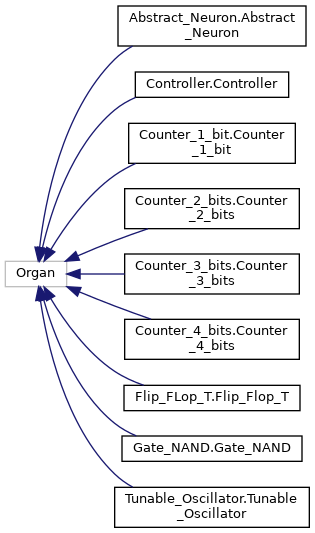 Abstract_Neuron.Abstract
_Neuron
Controller.Controller
Counter_1_bit.Counter
_1_bit
Counter_2_bits.Counter
_2_bits
Organ
Counter_3_bits.Counter
_3_bits
Counter_4_bits.Counter
_4_bits
Flip_FLop_T.Flip_Flop_T
Gate_NAND.Gate_NAND
Tunable_Oscillator.Tunable
_Oscillator